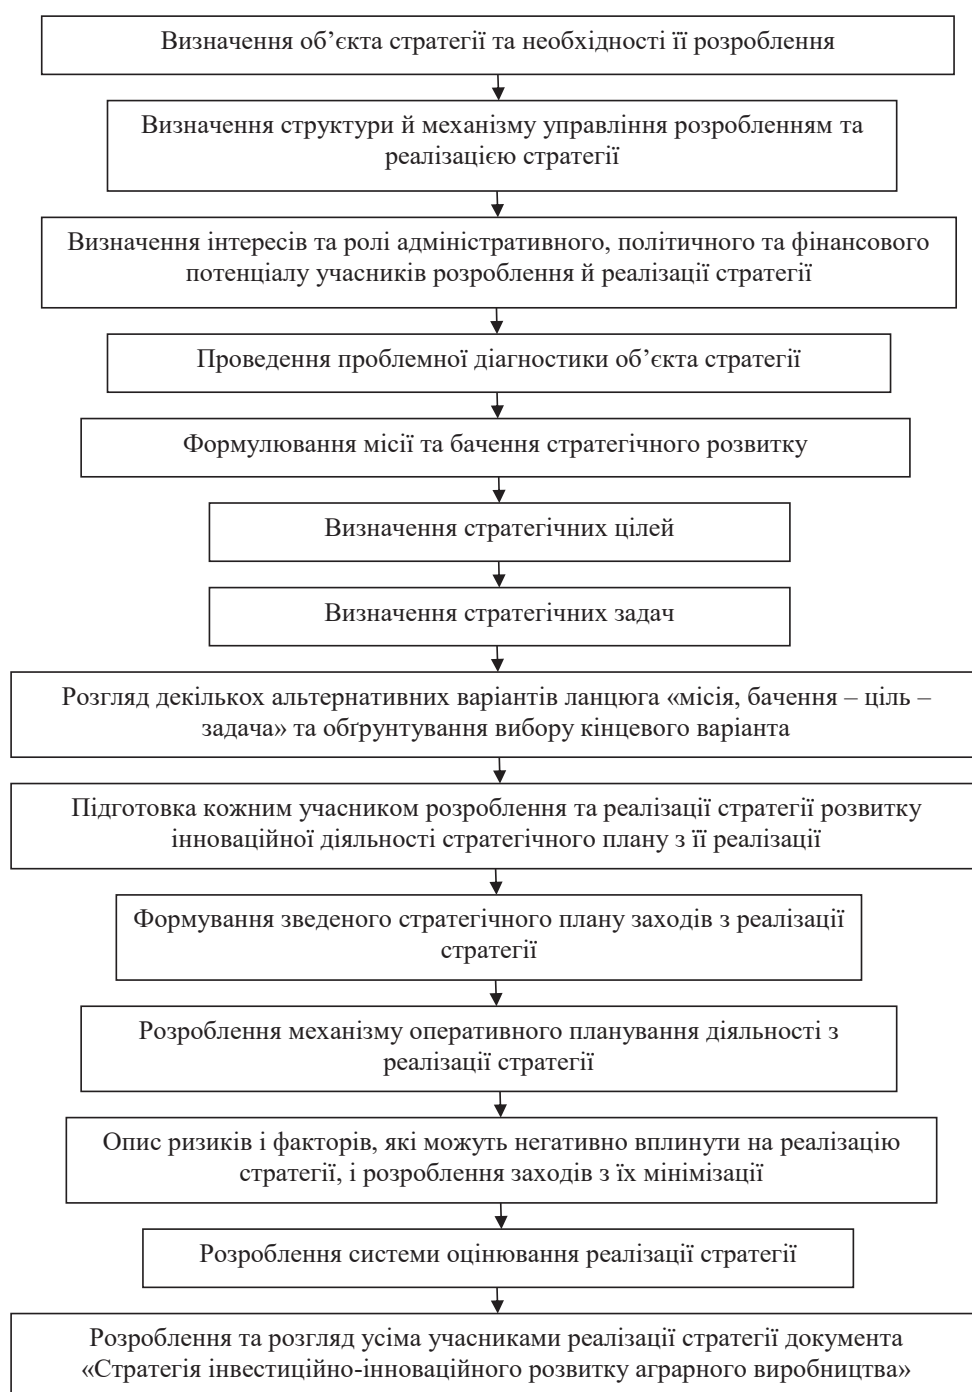 Визначення об’єкта стратегії та необхідності її розроблення
Визначення структури й механізму управління розробленням та
реалізацією стратегії
Визначення інтересів та ролі адміністративного, політичного та фінансового
потенціалу учасників розроблення й реалізації стратегії
Проведення проблемної діагностики об’єкта стратегії
Формулювання місії та бачення стратегічного розвитку
Визначення стратегічних цілей
Визначення стратегічних задач
Розгляд декількох альтернативних варіантів ланцюга «місія, бачення – ціль –
задача» та обґрунтування вибору кінцевого варіанта
Підготовка кожним учасником розроблення та реалізації стратегії розвитку
інноваційної діяльності стратегічного плану з її реалізації
Формування зведеного стратегічного плану заходів з реалізації
стратегії
Розроблення механізму оперативного планування діяльності з
реалізації стратегії
Опис ризиків і факторів, які можуть негативно вплинути на реалізацію
стратегії, і розроблення заходів з їх мінімізації
Розроблення системи оцінювання реалізації стратегії
Розроблення та розгляд усіма учасниками реалізації стратегії документа
«Стратегія інвестиційно-інноваційного розвитку аграрного виробництва»